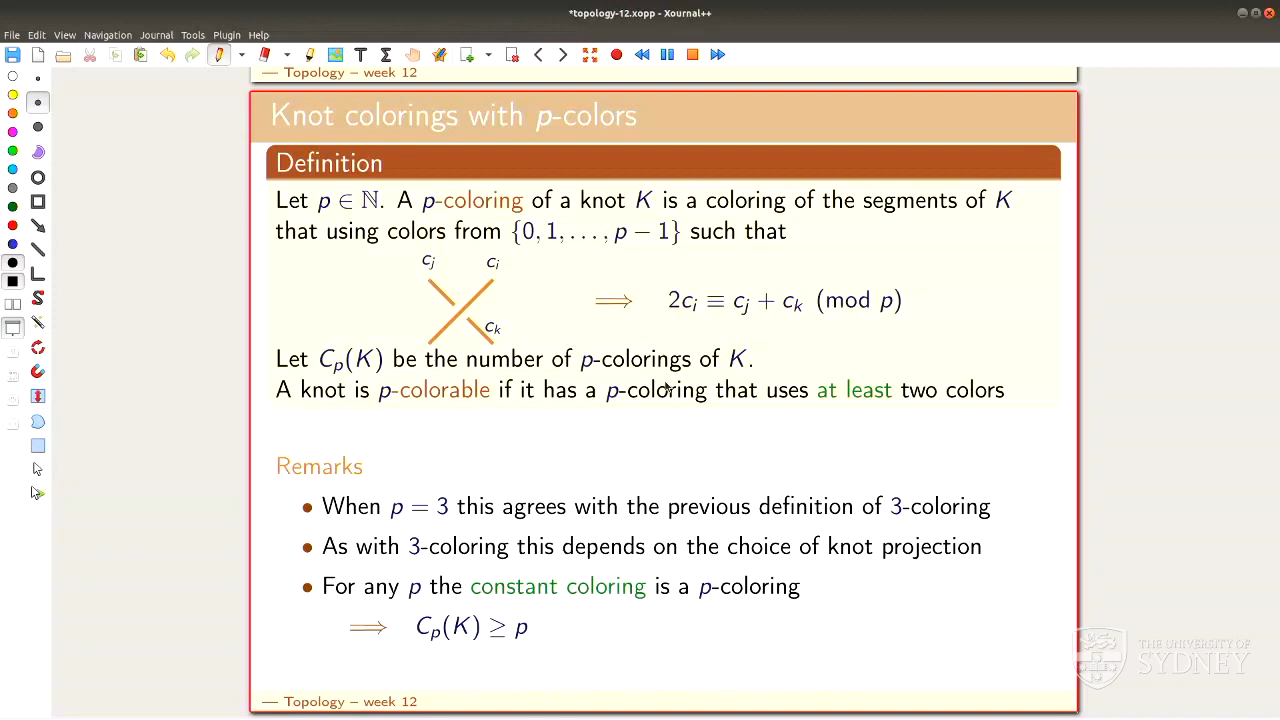 *topology-12.xopp - Xournal++
File Edit View Navigation Journal Tools Plugin Help
— Topology – week 12
Knot colorings with p-colors
Definition
Let p ∈ ℕ. A p-coloring of a knot K is a coloring of the segments of K
that using colors from {0, 1, . . . , p − 1} such that
c_j c_i
⟹ 2c_i ≡ c_j + c_k (mod p)
c_k
Let C_p(K) be the number of p-colorings of K.
A knot is p-colorable if it has a p-coloring that uses at least two colors
Remarks
• When p = 3 this agrees with the previous definition of 3-coloring
• As with 3-coloring this depends on the choice of knot projection
• For any p the constant coloring is a p-coloring
⟹ C_p(K) ≥ p
THE UNIVERSITY OF
SYDNEY
— Topology – week 12